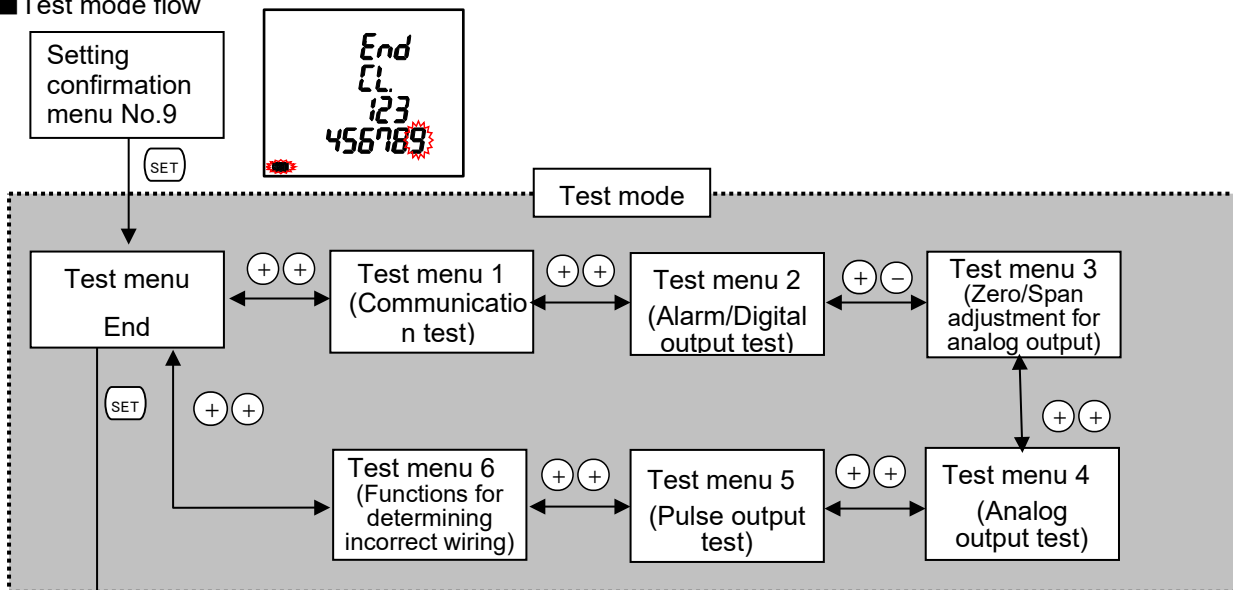 ■Test mode flow
Setting
confirmation
menu No.9
End
CL.
123
456789
SET
Test mode
Test menu
End
+ +
Test menu 1
(Communicatio
n test)
+ +
Test menu 2
(Alarm/Digital
output test)
+ −
Test menu 3
(Zero/Span
adjustment for
analog output)
SET
+ +
+ +
Test menu 6
(Functions for
determining
incorrect wiring)
+ +
Test menu 5
(Pulse output
test)
+ +
Test menu 4
(Analog
output test)